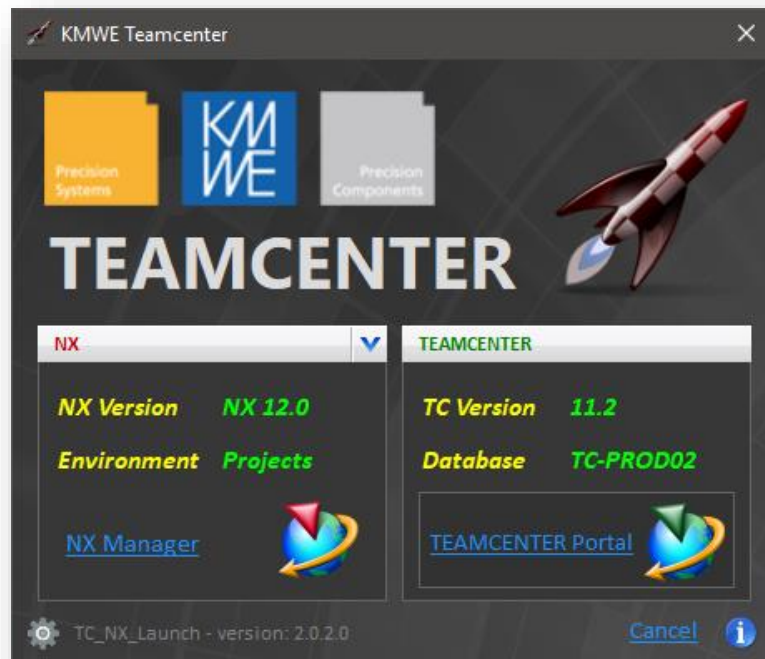 KMWE Teamcenter
Precision
Systems
KM
WE
Precision
Components
TEAMCENTER
NX
NX Version NX 12.0
Environment Projects
NX Manager
TEAMCENTER
TC Version 11.2
Database TC-PROD02
TEAMCENTER Portal
TC_NX_Launch - version: 2.0.2.0
Cancel